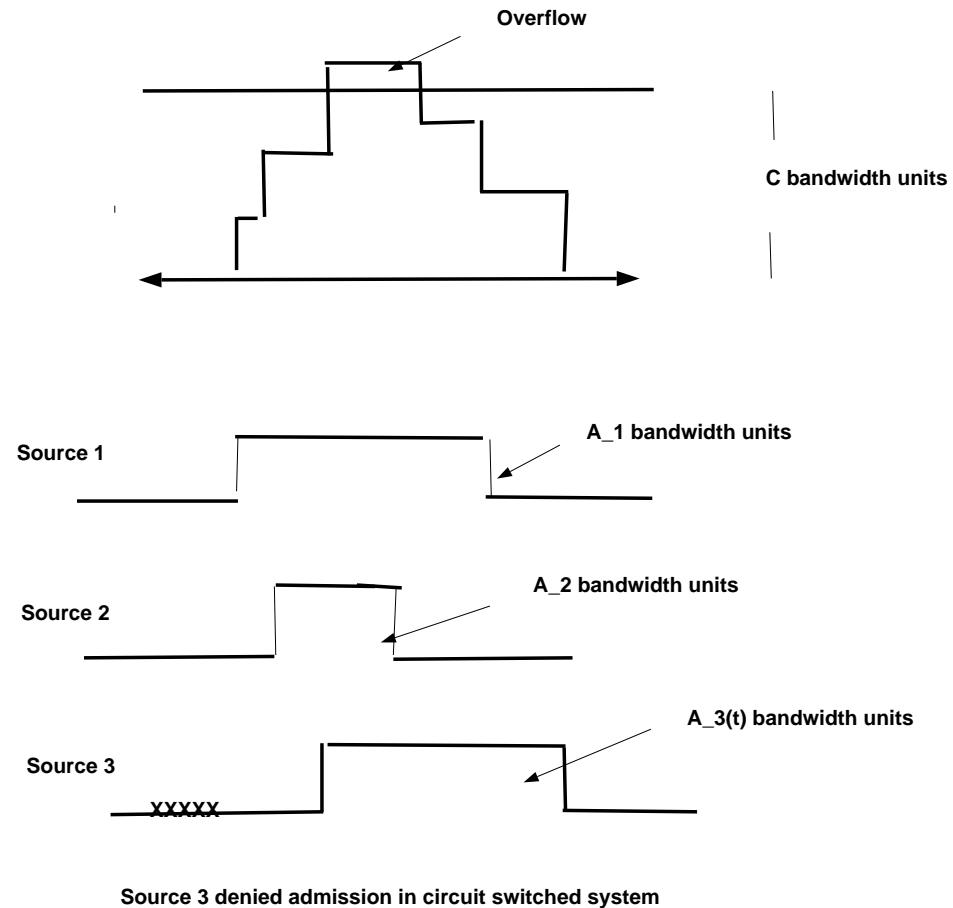 Overflow
C bandwidth units
A_1 bandwidth units
Source 1
A_2 bandwidth units
Source 2
A_3(t) bandwidth units
Source 3
XXXXX
Source 3 denied admission in circuit switched system